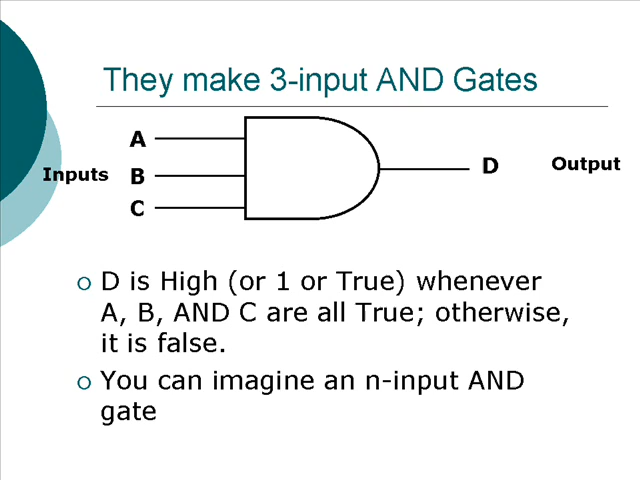 They make 3-input AND Gates
A
Inputs B
C
D
Output
D is High (or 1 or True) whenever
A, B, AND C are all True; otherwise,
it is false.
You can imagine an n-input AND
gate